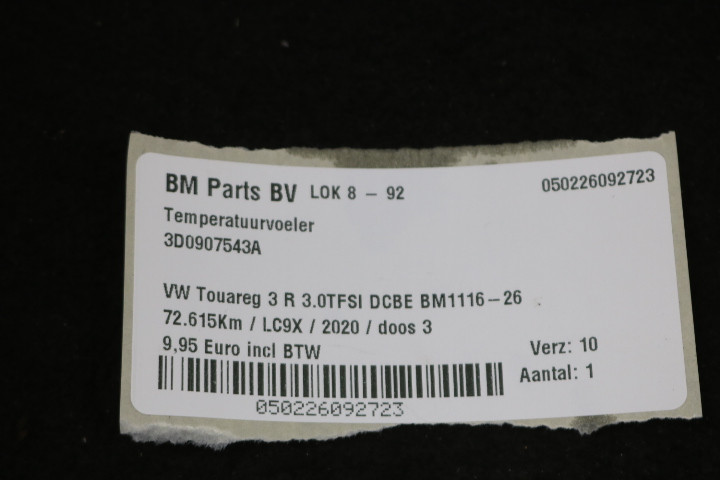 BM Parts BV LOK 8 - 92 050226092723
Temperatuurvoeler
3D0907543A
VW Touareg 3 R 3.0TFSI DCBE BM1116-26
72.615Km / LC9X / 2020 / doos 3
9,95 Euro incl BTW Verz: 10
Aantal: 1
050226092723